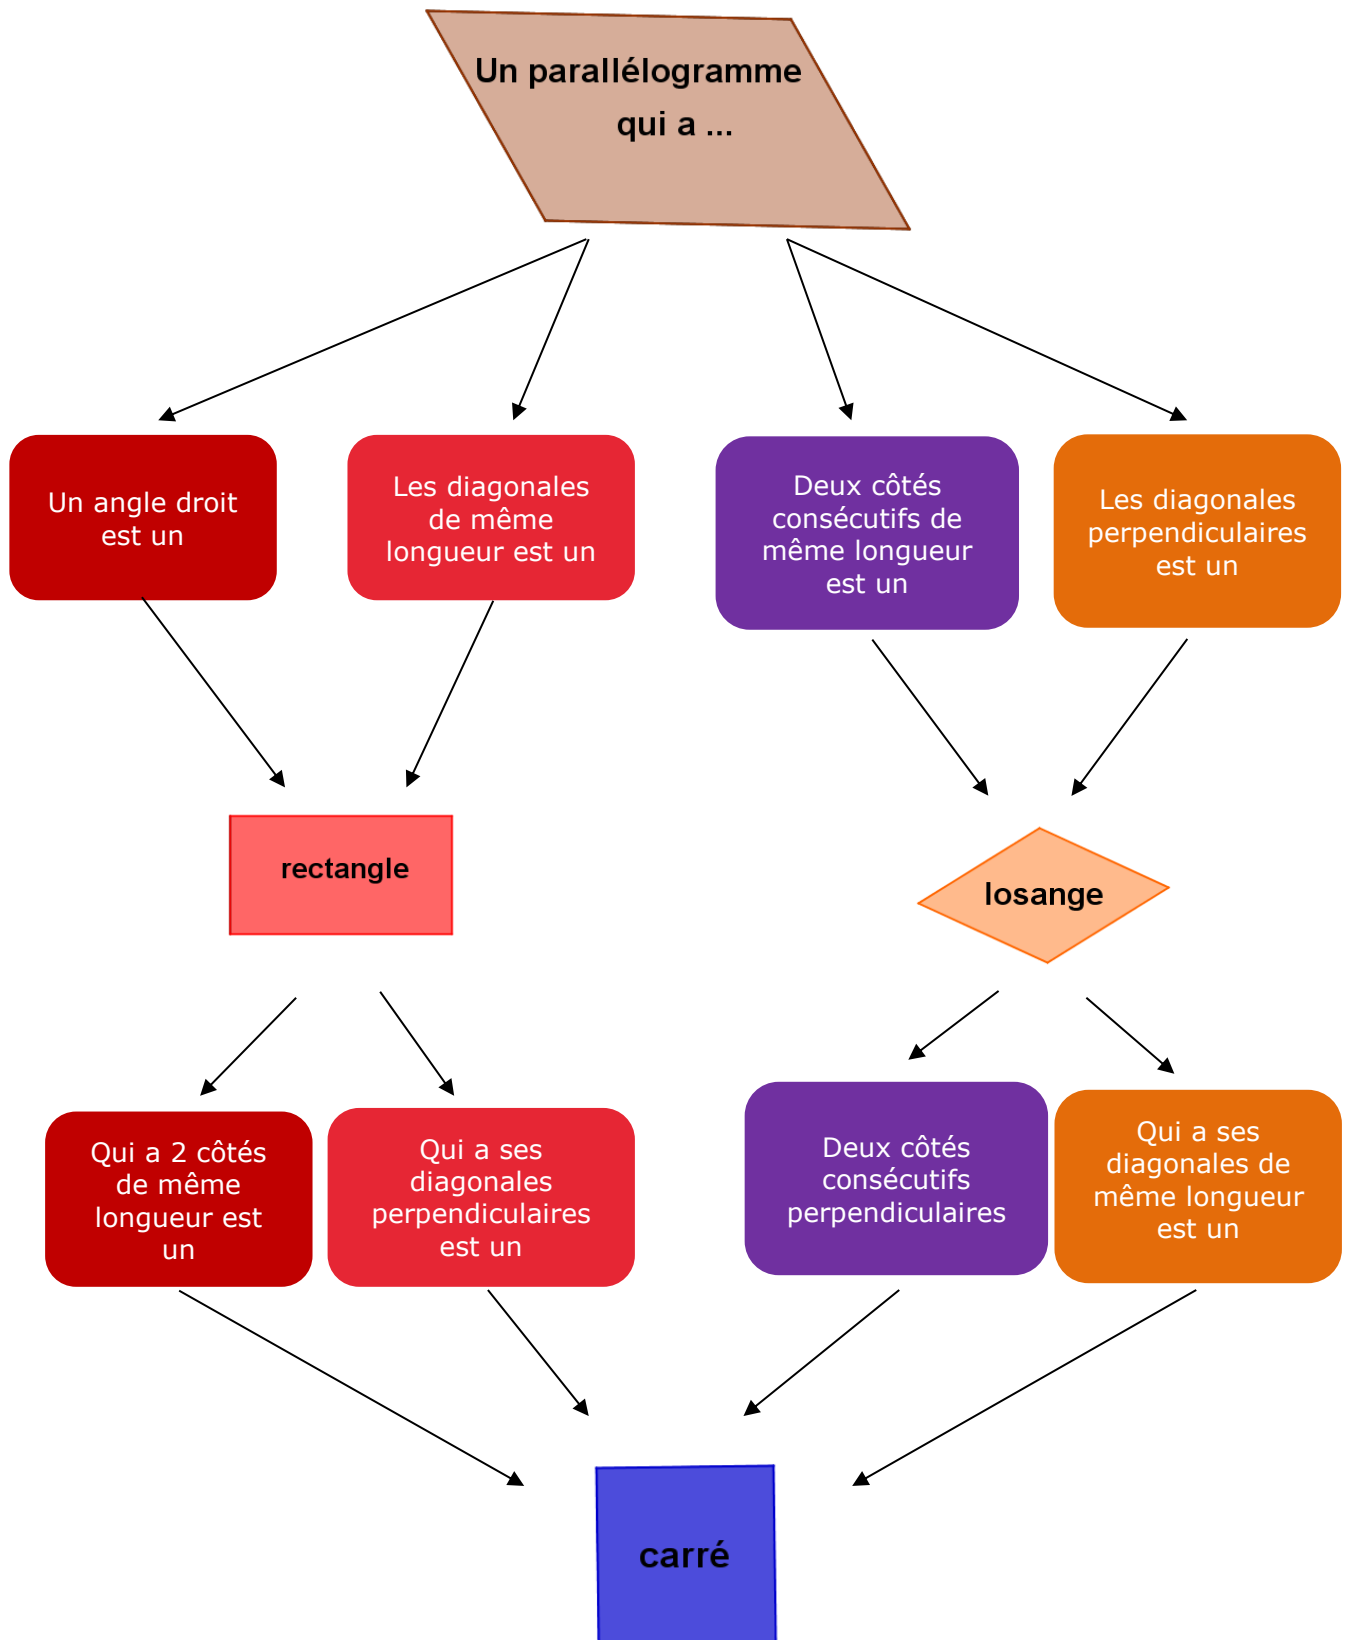 Un parallélogramme
qui a ...
Un angle droit
est un
Les diagonales
de même
longueur est un
Deux côtés
consécutifs de
même longueur
est un
Les diagonales
perpendiculaires
est un
rectangle
losange
Qui a 2 côtés
de même
longueur est
un
Qui a ses
diagonales
perpendiculaires
est un
Deux côtés
consécutifs
perpendiculaires
Qui a ses
diagonales de
même longueur
est un
carré